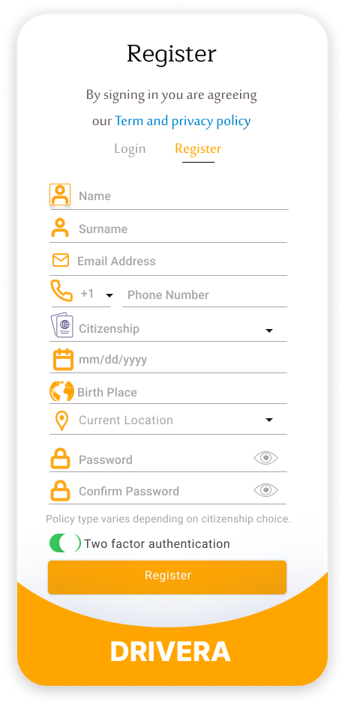 Register
By signing in you are agreeing
our Term and privacy policy
Login Register
Name
Surname
Email Address
+1 Phone Number
Citizenship
mm/dd/yyyy
Birth Place
Current Location
Password
Confirm Password
Policy type varies depending on citizenship choice.
Two factor authentication
Register
DRIVERA